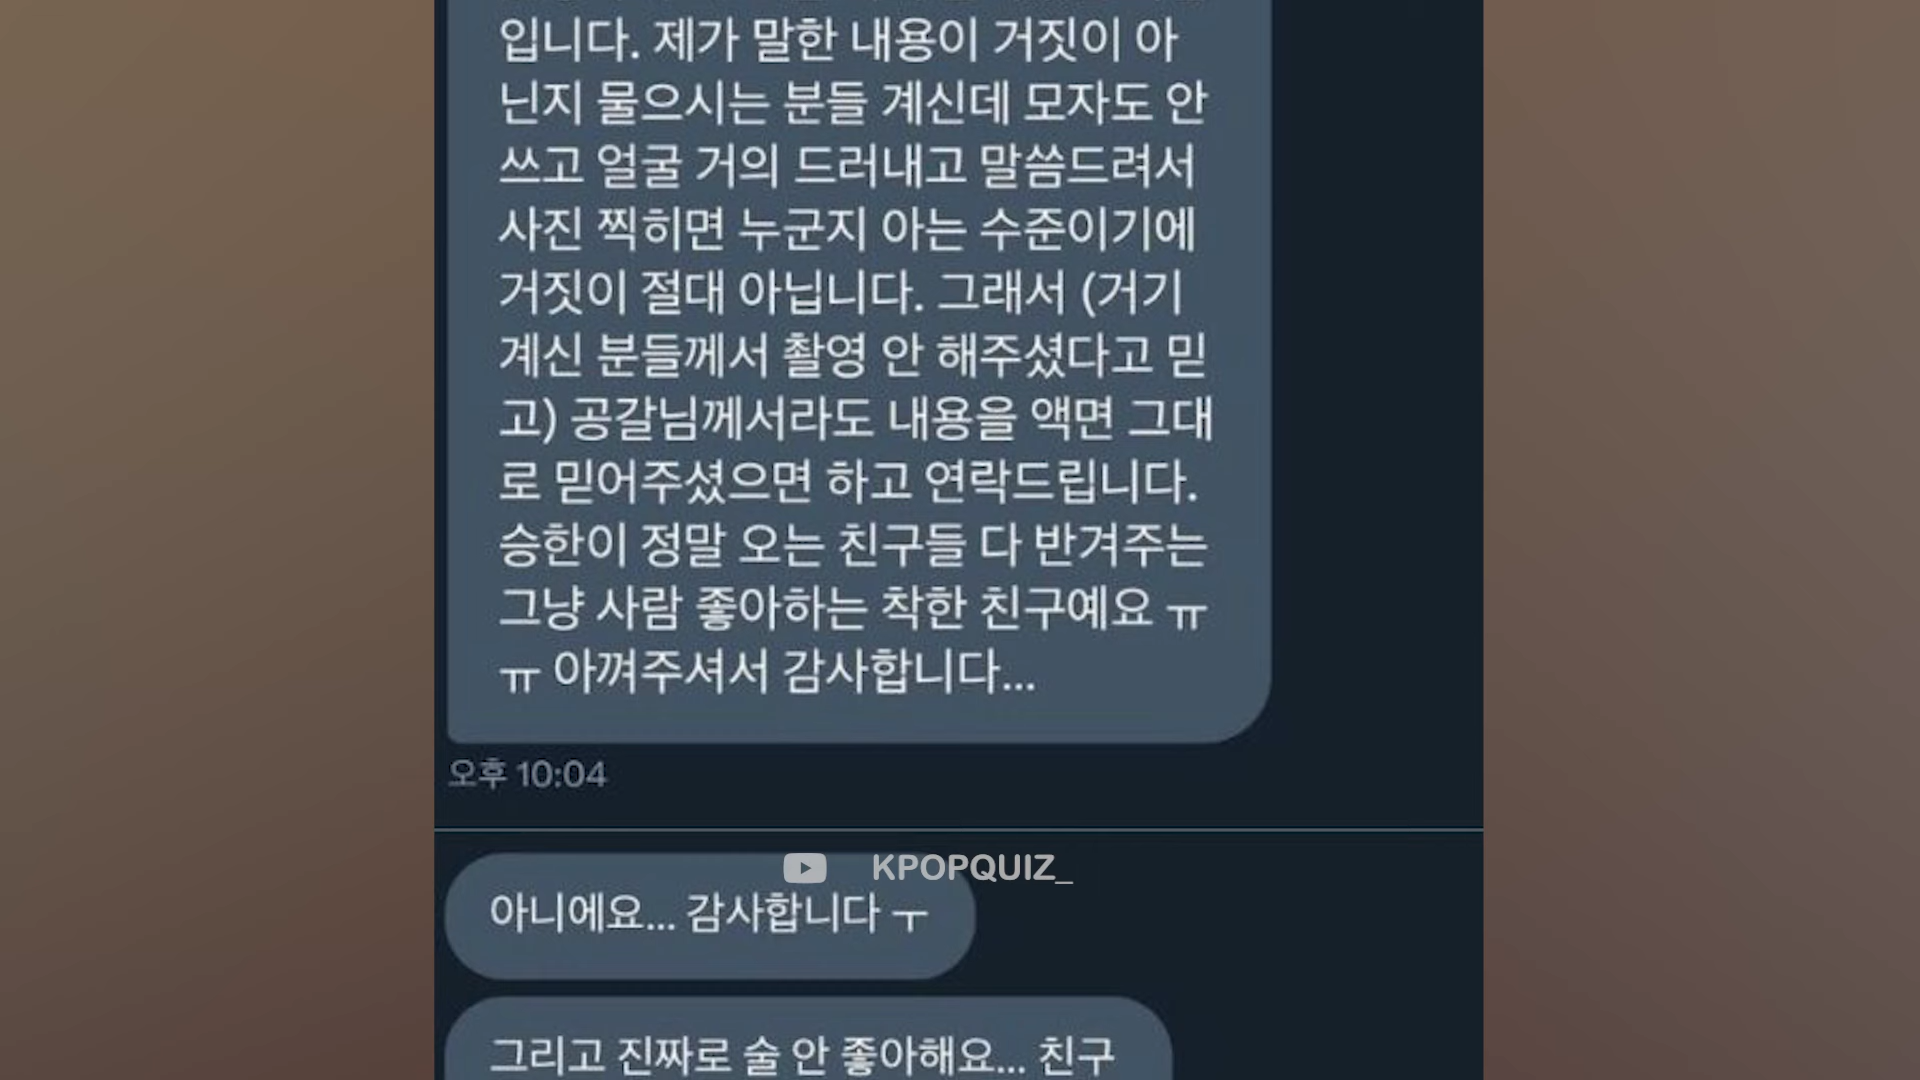 입니다. 제가 말한 내용이 거짓이 아
닌지 물으시는 분들 계신데 모자도 안
쓰고 얼굴 거의 드러내고 말씀드려서
사진 찍히면 누군지 아는 수준이기에
거짓이 절대 아닙니다. 그래서 (거기
계신 분들께서 촬영 안 해주셨다고 믿
고) 공갈님께서라도 내용을 액면 그대
로 믿어주셨으면 하고 연락드립니다.
승한이 정말 오는 친구들 다 반겨주는
그냥 사람 좋아하는 착한 친구예요 ㅠ
ㅠ 아껴주셔서 감사합니다...
오후 10:04
KPOPQUIZ_
아니에요... 감사합니다 ㅜ
그리고 진짜로 술 안 좋아해요... 친구